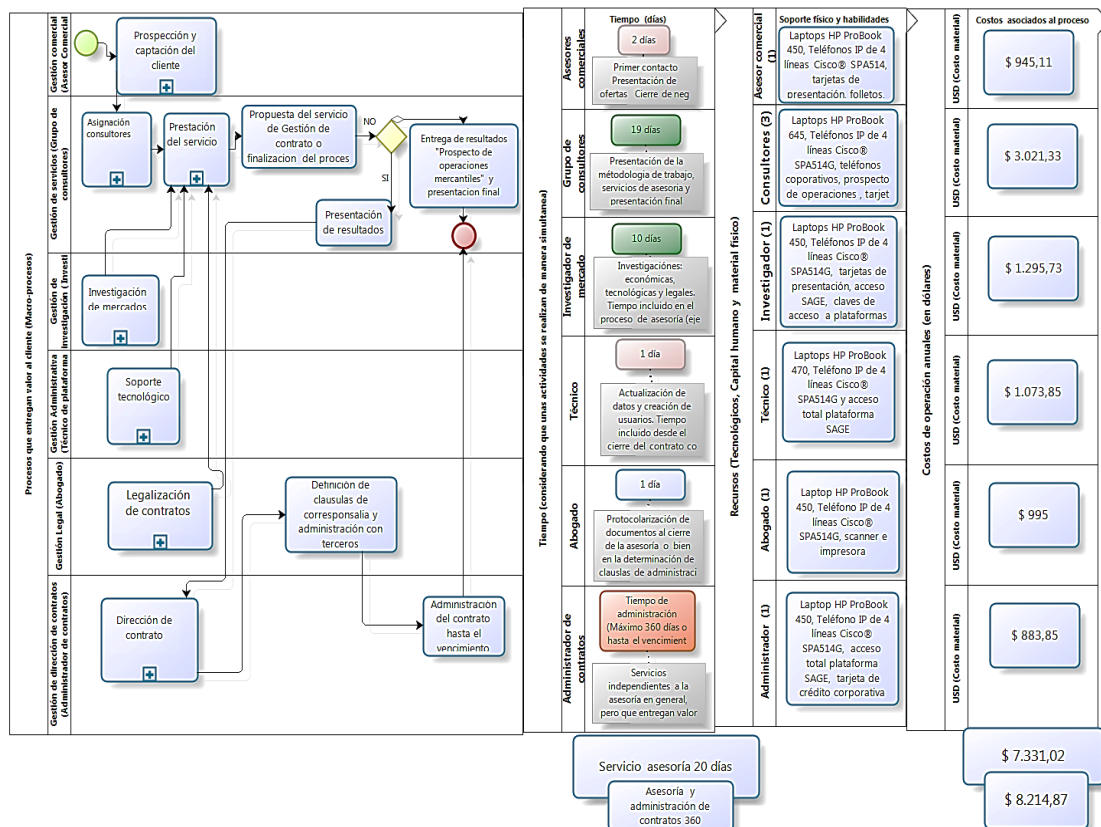 Procesos que entregan valor al cliente (Macro-procesos)
Gestión comercial
(Asesor Comercial
Prospección y
captación del
cliente
Gestión de servicios (Grupo de
consultores)
Asignación
consultores
Prestación
del servicio
Propuesta del servicio
de Gestión de
contrato o
finalizacion del proces
NO
SI
Entrega de resultados
"Prospecto de
operaciones
mercantiles" y
presentacion final
Presentación
de resultados
Gestión de
Investigación ( Investi
Investigación
de mercados
Gestión Administrativa
(Técnico de plataforma
Soporte
tecnológico
Gestión Legal (Abogado)
Legalización
de contratos
Definición de
clausulas de
corresponsalia y
administración con
terceros
Gestión de dirección de contratos
(Administrador de contratos)
Dirección de
contrato
Administración
del contrato
hasta el
vencimiento
Tiempo (considerando que unas actividades se realizan de manera simultanea)
Tiempo (días)
Asesores
comerciales
2 días
Primer contacto
Presentación de
ofertas Cierre de neg
Grupo de
consultores
19 días
Presentación de la
métodologia de trabajo,
servicios de asesoria y
presentación final
Investigador de
mercado
10 días
Investigaciónes:
económicas,
tecnológicas y legales.
Tiempo incluido en el
proceso de asesoría (eje
Técnico
1 día
Actualización de
datos y creación de
usuarios. Tiempo
incluido desde el
cierre del contrato co
Abogado
1 día
Protocolarización de
documentos al cierre
de la asesoría o bien
en la determinación de
clausulas de administraci
Administrador de
contratos
Tiempo de
administración
(Máximo 360 días o
hasta el vencimient
Servicios
independientes a la
asesoría en general,
pero que entregan valor
Servicio asesoría 20 días
Asesoría y
administración de
contratos 360
Recursos (Tecnológicos, Capital humano y material físico)
Soporte físico y habilidades
Asesor comercial
(1)
Laptops HP ProBook
450, Teléfonos IP de 4
líneas Cisco® SPA514,
tarjetas de
presentación, folletos.
Consultores (3)
Laptops HP ProBook
645, Teléfonos IP de 4
líneas Cisco®
SPA514G, teléfonos
coporativos, prospecto
de operaciones , tarjet
Investigador (1)
Laptops HP ProBook
450, Teléfonos IP de 4
líneas Cisco®
SPA514G, tarjetas de
presentación, acceso
SAGE, claves de
acceso a plataformas
Técnico (1)
Laptops HP ProBook
470, Teléfono IP de 4
líneas Cisco®
SPA514G y acceso
total plataforma
SAGE
Abogado (1)
Laptop HP ProBook
450, Teléfono IP de 4
líneas Cisco®
SPA514G, scanner e
impresora
Administrador (1)
Laptop HP ProBook
450, Teléfono IP de 4
líneas Cisco®
SPA514G, acceso
total plataforma
SAGE, tarjeta de
crédito corporativa
Costos de operación anuales (en dólares)
Costos asociados al proceso
USD (Costo material)
$ 945,11
USD (Costo material)
$ 3.021,33
USD (Costo material)
$ 1.295,73
USD (Costo material)
$ 1.073,85
USD (Costo material)
$ 995
USD (Costo material)
$ 883,85
$ 7.331,02
$ 8.214,87